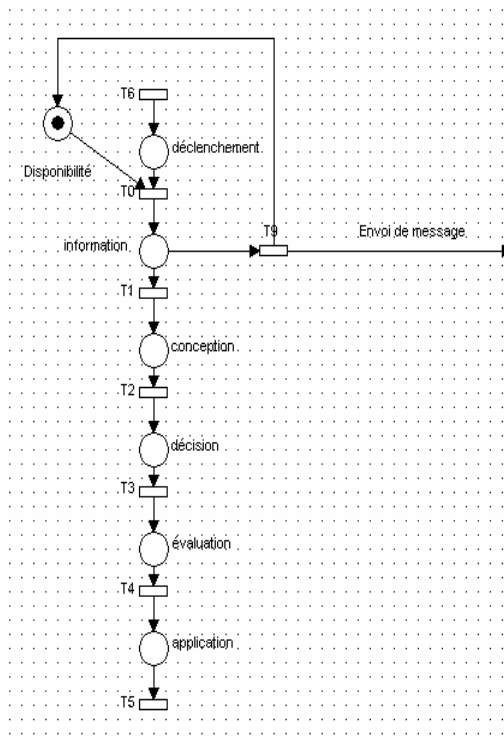 T6
déclenchement.
Disponibilité
T0
information
T9
Envoi de message
T1
conception
T2
décision
T3
évaluation
T4
application
T5